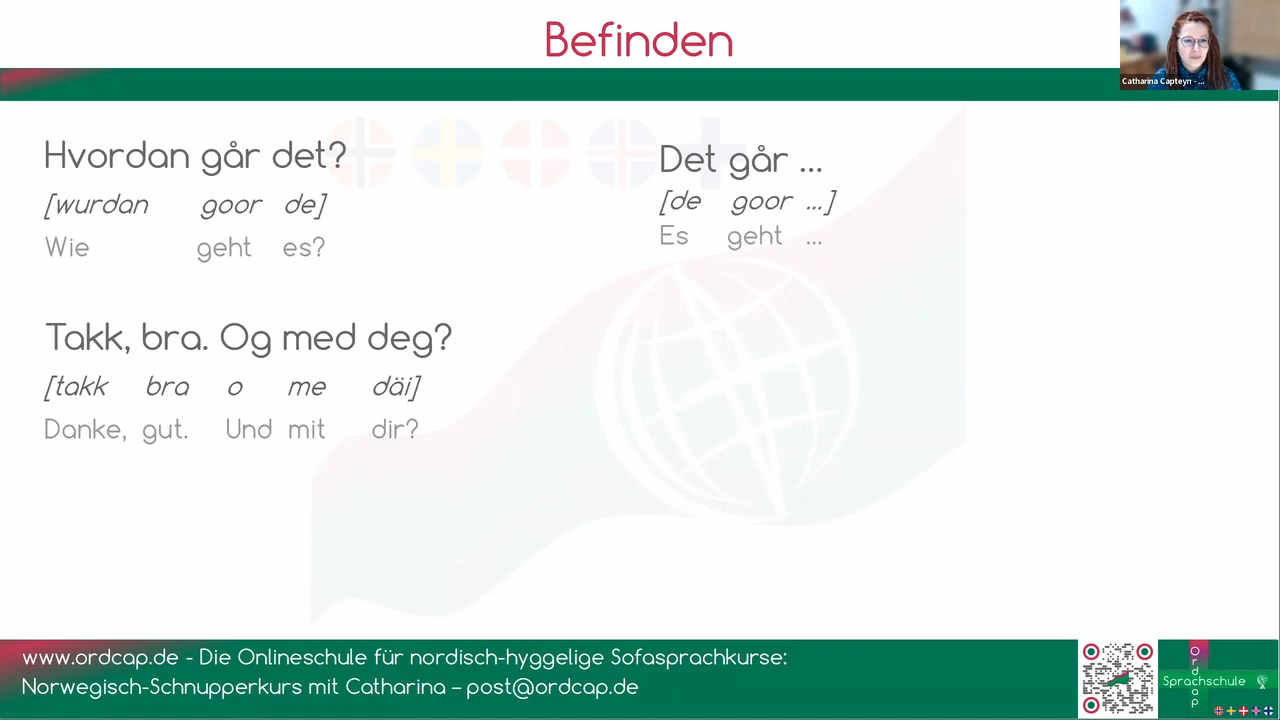 Befinden
Catharina Capteyn - ...
Hvordan går det?
[wurdan goor de]
Wie geht es?
Det går ...
[de goor ...]
Es geht ...
Takk, bra. Og med deg?
[takk bra o me däi]
Danke, gut. Und mit dir?
www.ordcap.de - Die Onlineschule für nordisch-hyggelige Sofasprachkurse:
Norwegisch-Schnupperkurs mit Catharina – post@ordcap.de
Ordcap
Sprachschule